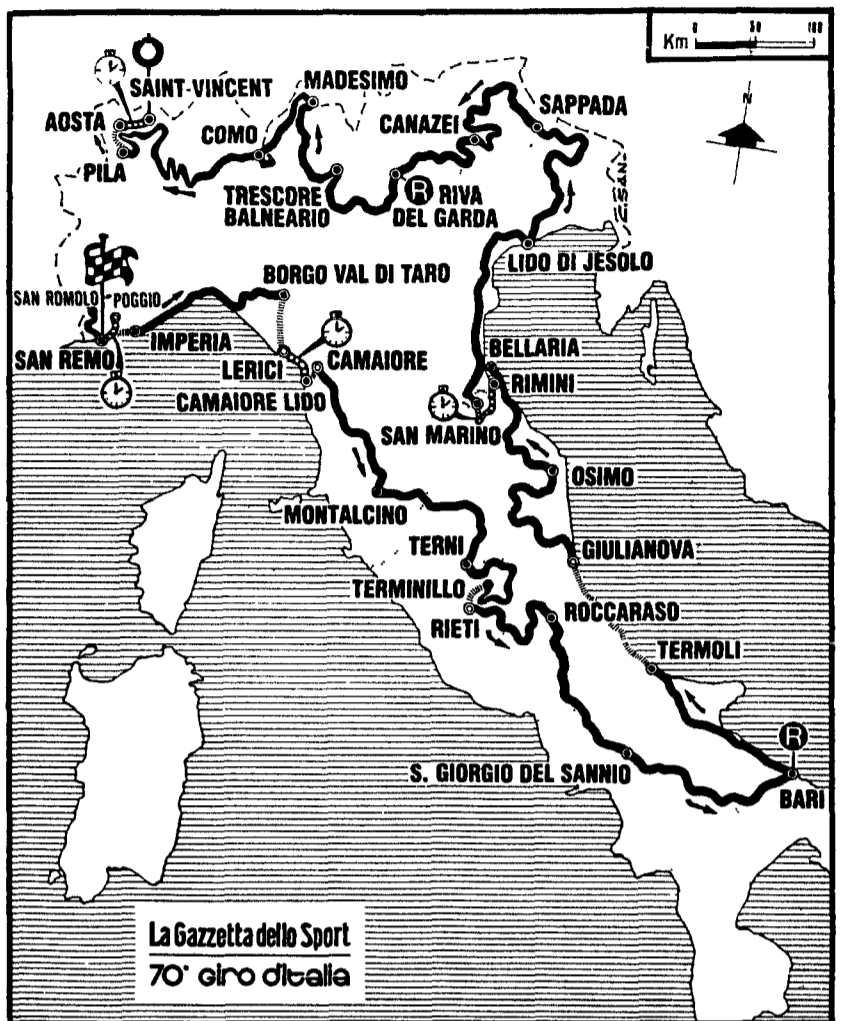 Km 0 50 100
N
SAINT-VINCENT
MADESIMO
AOSTA
COMO
CANAZEI
SAPPADA
PILA
TRESCORE
BALNEARIO
R RIVA
DEL GARDA
C.SAN.
LIDO DI JESOLO
BORGO VAL DI TARO
SAN ROMOLO
POGGIO
SAN REMO
IMPERIA
LERICI
CAMAIORE
CAMAIORE LIDO
BELLARIA
RIMINI
SAN MARINO
OSIMO
MONTALCINO
TERNI
GIULIANOVA
TERMINILLO
RIETI
ROCCARASO
TERMOLI
R
S. GIORGIO DEL SANNIO
BARI
La Gazzetta dello Sport
70° Giro d'Italia